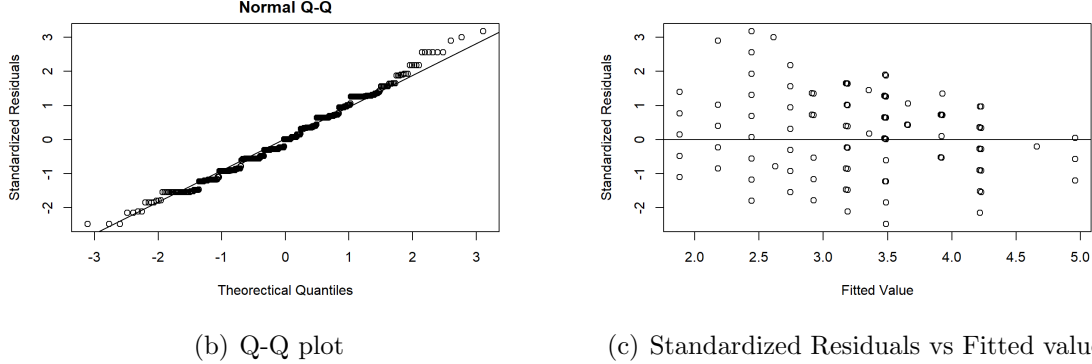 Normal Q-Q
Standardized Residuals
-2 -1 0 1 2 3
-3 -2 -1 0 1 2 3
Theorectical Quantiles
Standardized Residuals
-2 -1 0 1 2 3
2.0 2.5 3.0 3.5 4.0 4.5 5.0
Fitted Value
(b) Q-Q plot
(c) Standardized Residuals vs Fitted valu